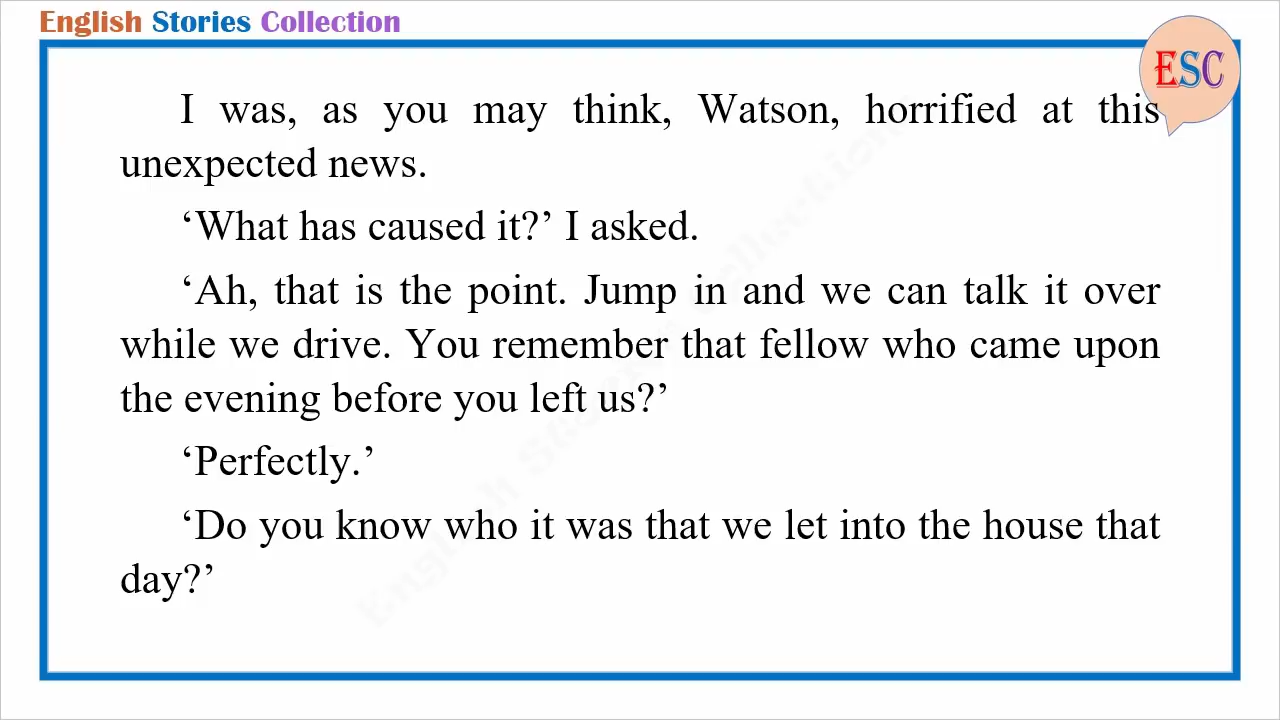 English Stories Collection
ESC
I was, as you may think, Watson, horrified at this
unexpected news.
‘What has caused it?’ I asked.
‘Ah, that is the point. Jump in and we can talk it over
while we drive. You remember that fellow who came upon
the evening before you left us?’
‘Perfectly.’
‘Do you know who it was that we let into the house that
day?’
English Stories Collection